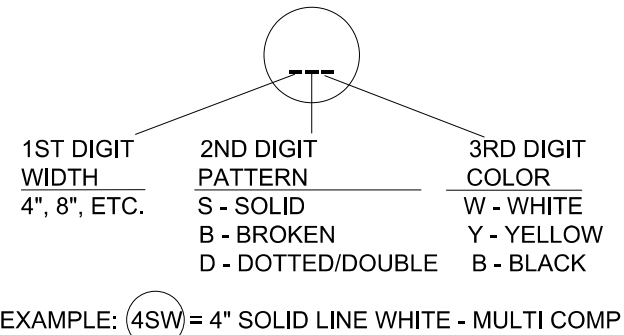 1ST DIGIT 2ND DIGIT 3RD DIGIT
WIDTH PATTERN COLOR
4", 8", ETC. S - SOLID W - WHITE
B - BROKEN Y - YELLOW
D - DOTTED/DOUBLE B - BLACK
EXAMPLE: 4SW = 4" SOLID LINE WHITE - MULTI COMP